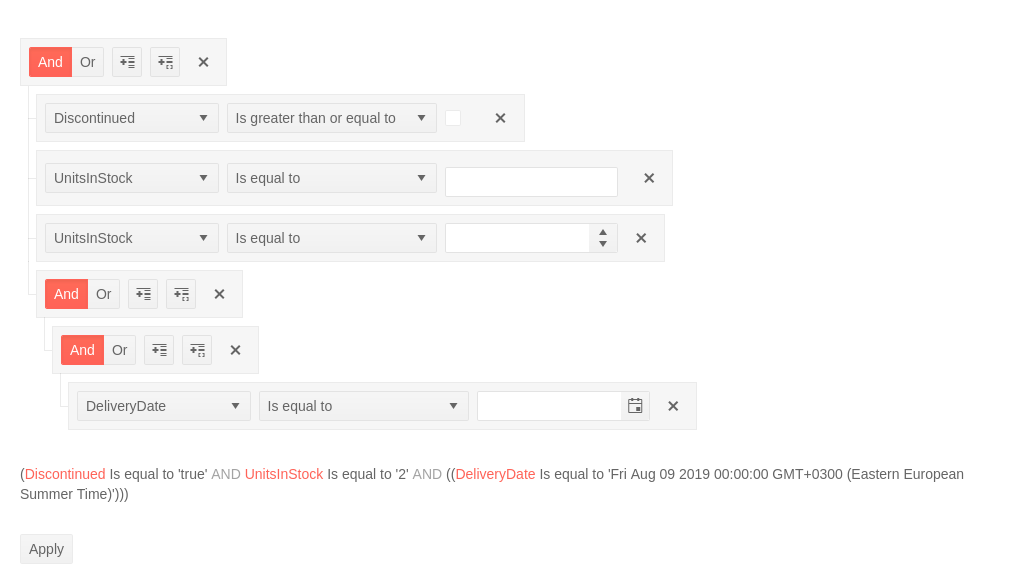 And Or
Discontinued Is greater than or equal to
UnitsInStock Is equal to
UnitsInStock Is equal to
And Or
And Or
DeliveryDate Is equal to
(Discontinued Is equal to 'true' AND UnitsInStock Is equal to '2' AND ((DeliveryDate Is equal to 'Fri Aug 09 2019 00:00:00 GMT+0300 (Eastern European
Summer Time)')))
Apply